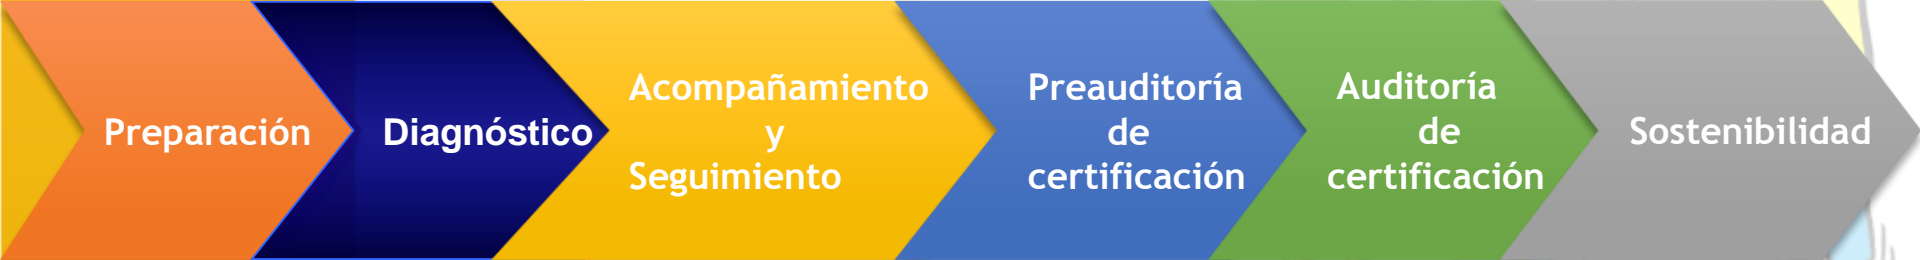 Preparación
Diagnóstico
Acompañamiento
y
Seguimiento
Preauditoría
de
certificación
Auditoría
de
certificación
Sostenibilidad